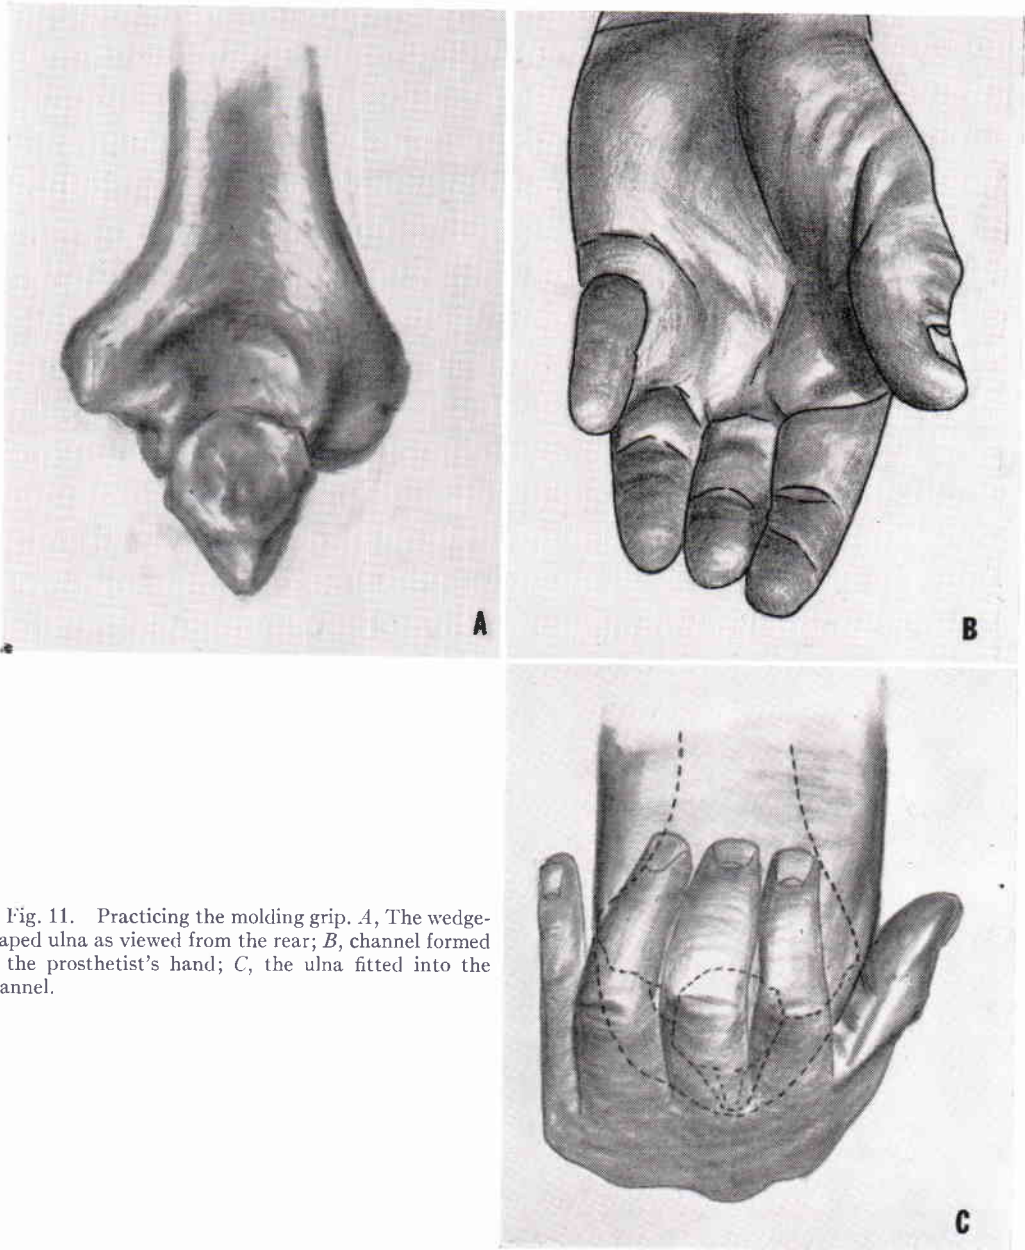 A
B
Fig. 11. Practicing the molding grip. A, The wedge-
aped ulna as viewed from the rear; B, channel formed
the prosthetist's hand; C, the ulna fitted into the
annel.
C